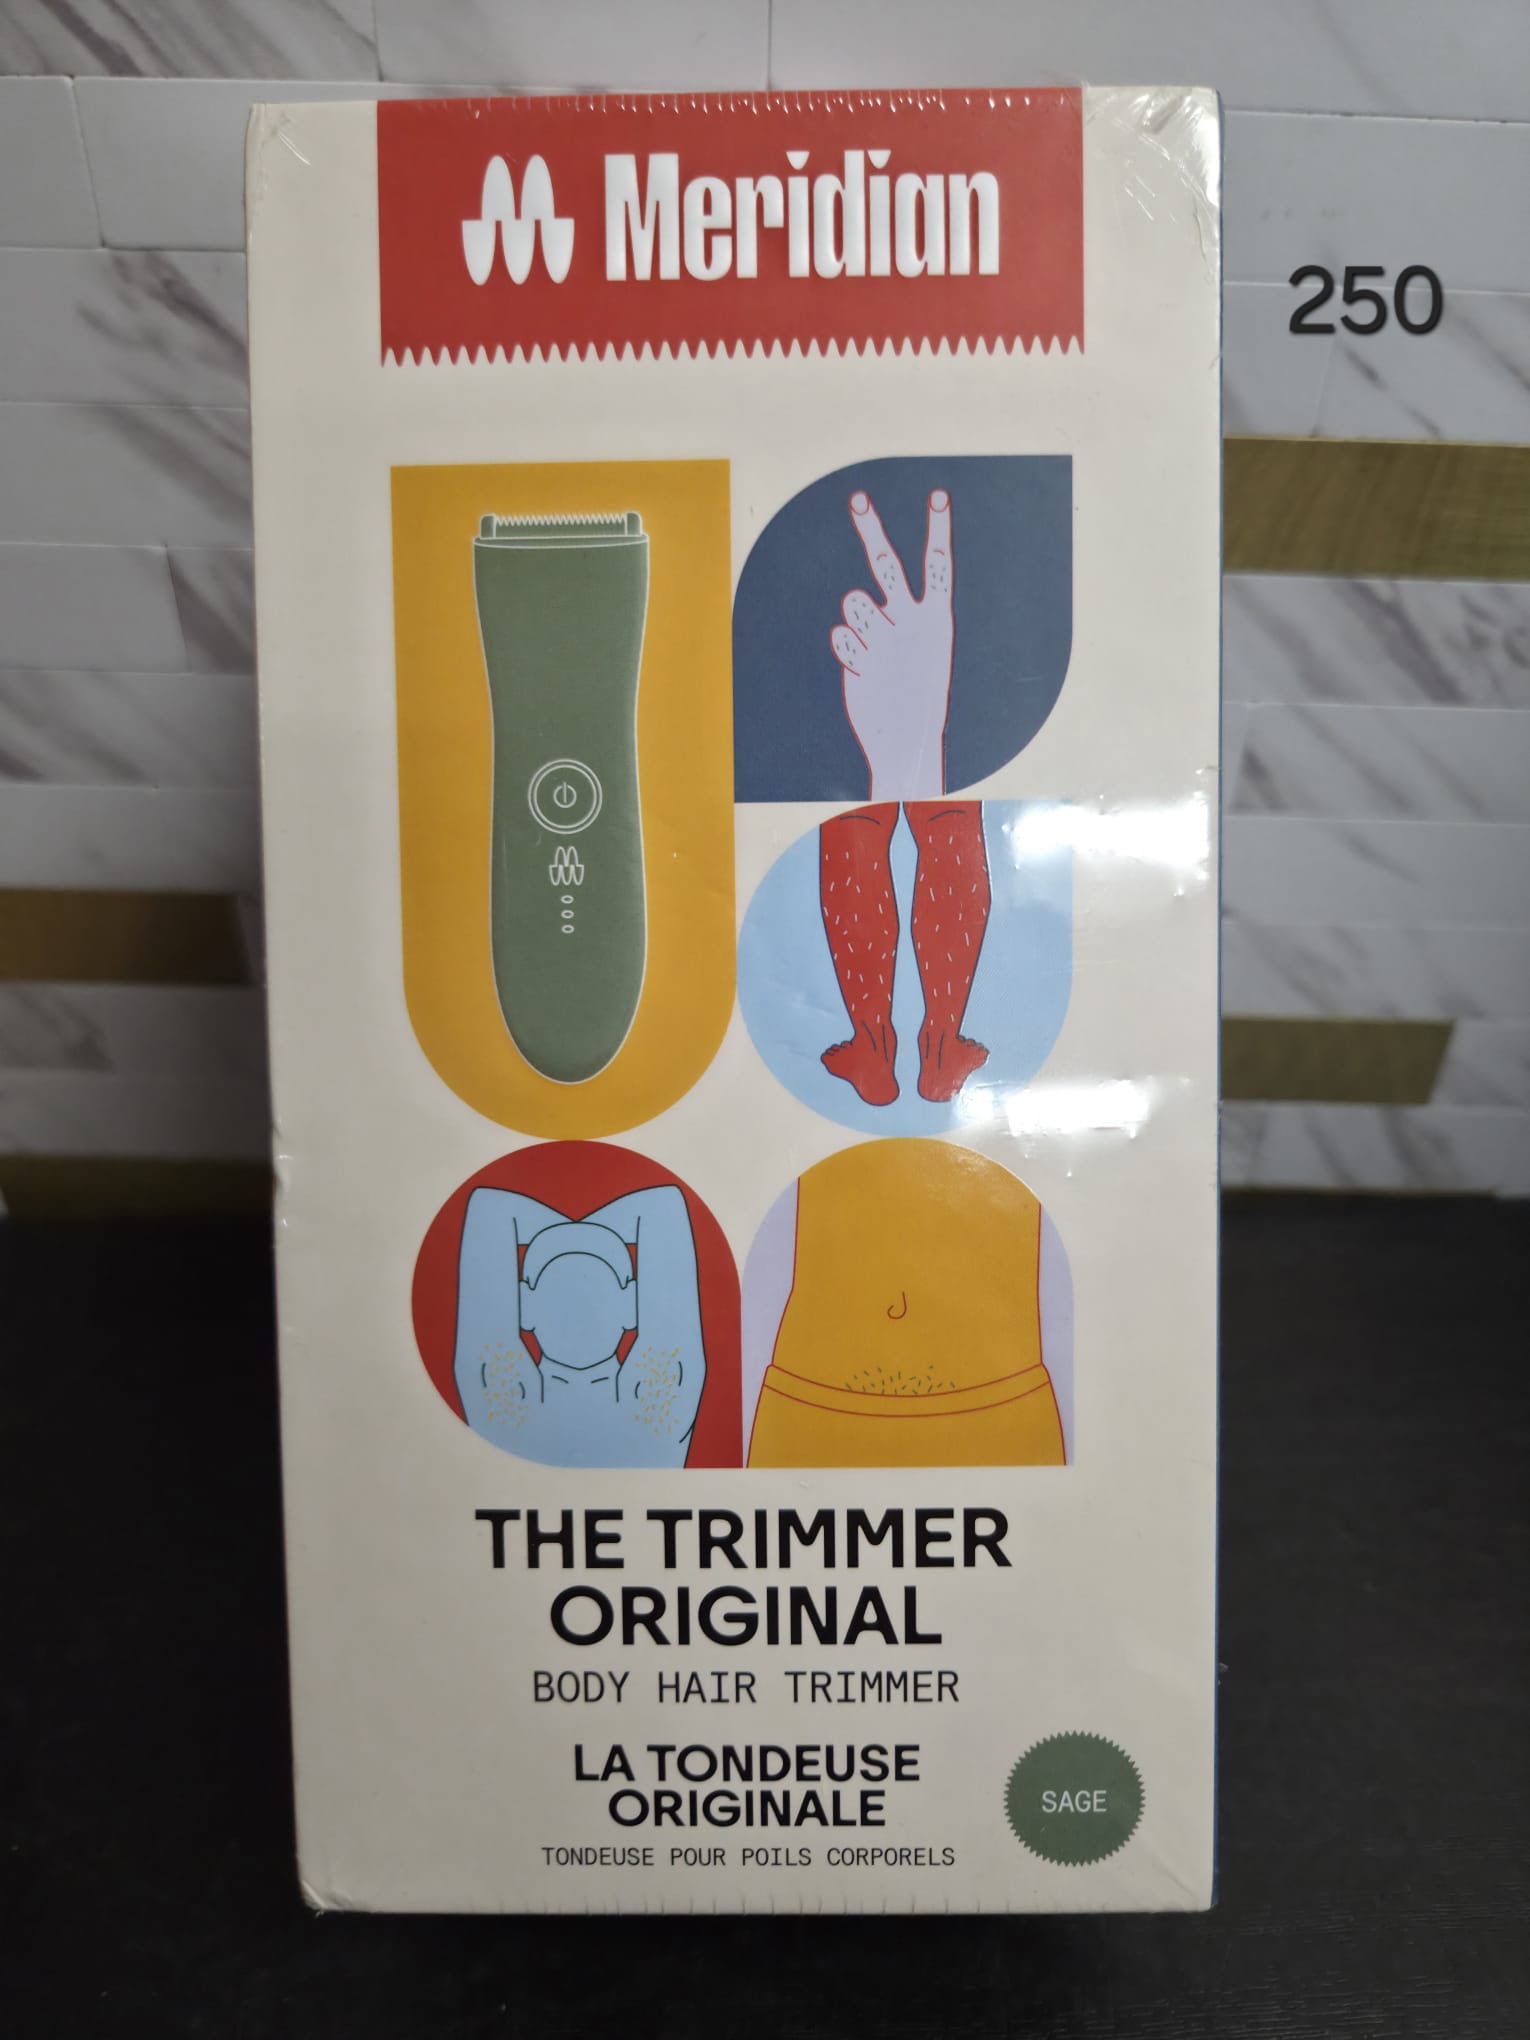 Meridian
250
THE TRIMMER
ORIGINAL
BODY HAIR TRIMMER
LA TONDEUSE
ORIGINALE
TONDEUSE POUR POILS CORPORELS
SAGE